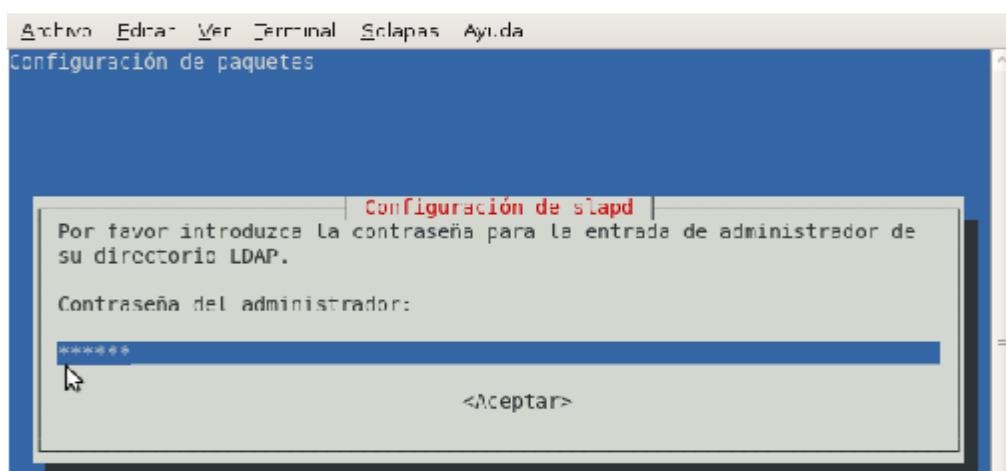 Archivo Editar Ver Terminal Solapas Ayuda
Configuración de paquetes
Configuración de slapd
Por favor introduzca la contraseña para la entrada de administrador de
su directorio LDAP.
Contraseña del administrador:
******
<Aceptar>